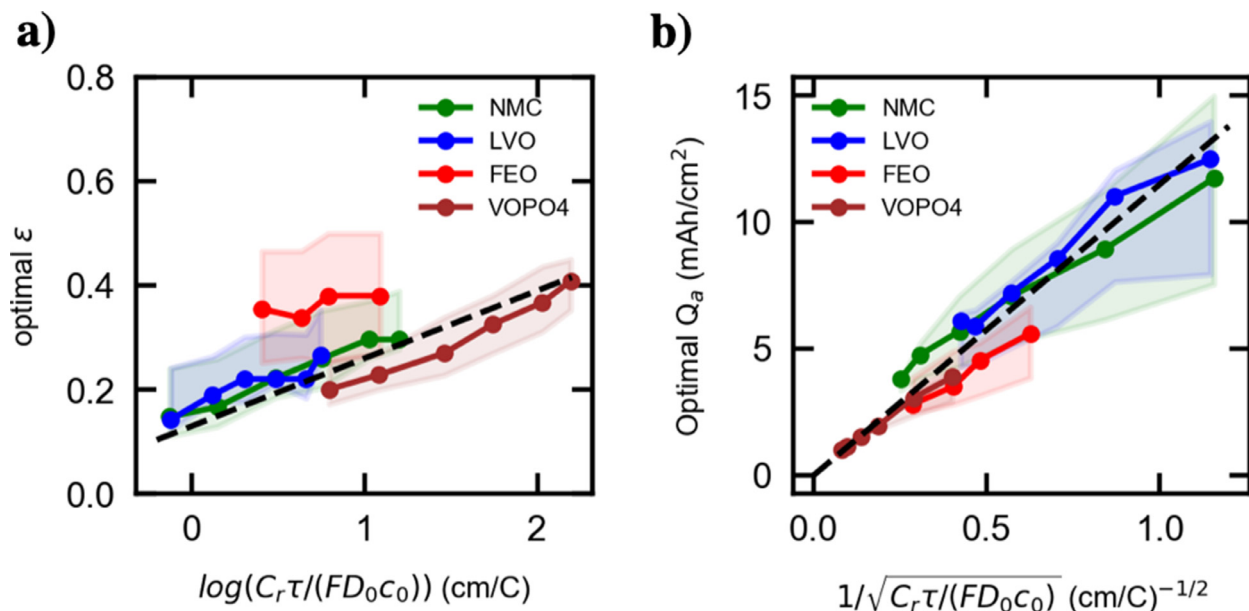 a)
optimal ε
0.8
0.6
0.4
0.2
0.0
NMC
LVO
FEO
VOPO4
0
1
2
log(C_rτ/(FD_0c_0)) (cm/C)
b)
Optimal Q_a (mAh/cm^2)
15
10
5
0
NMC
LVO
FEO
VOPO4
0.0
0.5
1.0
1/√C_rτ/(FD_0c_0) (cm/C)^−1/2